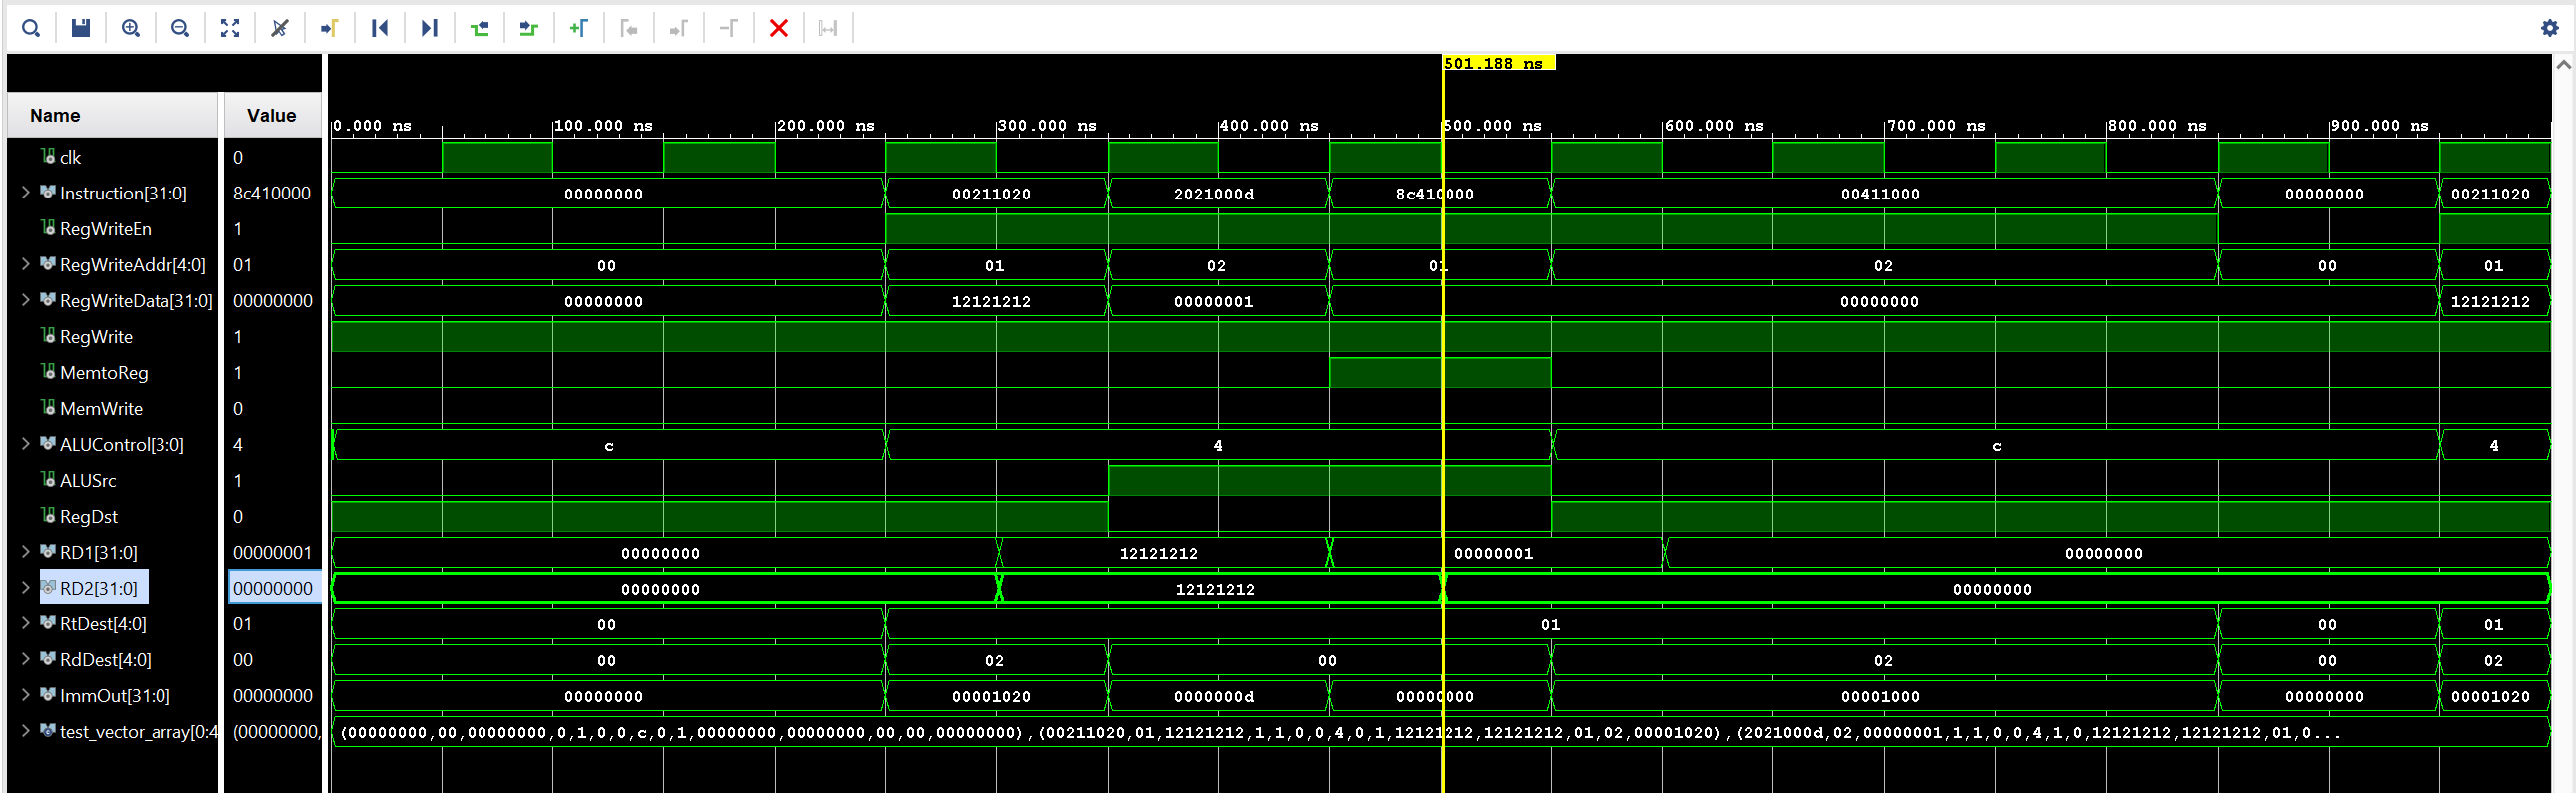 501.188 ns
Name Value
0.000 ns 100.000 ns 200.000 ns 300.000 ns 400.000 ns 500.000 ns 600.000 ns 700.000 ns 800.000 ns 900.000 ns
clk 0
Instruction[31:0] 8c410000 00000000 00211020 2021000d 8c410000 00411000 00000000 00211020
RegWriteEn 1
RegWriteAddr[4:0] 01 00 01 02 01 02 00 01
RegWriteData[31:0] 00000000 00000000 12121212 00000001 00000000 12121212
RegWrite 1
MemtoReg 1
MemWrite 0
ALUControl[3:0] 4 c 4 c 4
ALUSrc 1
RegDst 0
RD1[31:0] 00000001 00000000 12121212 00000001 00000000
RD2[31:0] 00000000 00000000 12121212 00000000
RtDest[4:0] 01 00 01 00 01
RdDest[4:0] 00 00 02 00 02 00 02
ImmOut[31:0] 00000000 00000000 00001020 0000000d 00000000 00001000 00000000 00001020
test_vector_array[0:4 (00000000, (00000000,00,00000000,0,1,0,0,c,0,1,00000000,00000000,00,00,00000000),(00211020,01,12121212,1,1,0,0,4,0,1,12121212,12121212,01,02,00001020),(2021000d,02,00000001,1,1,0,0,4,1,0,12121212,12121212,01,0...